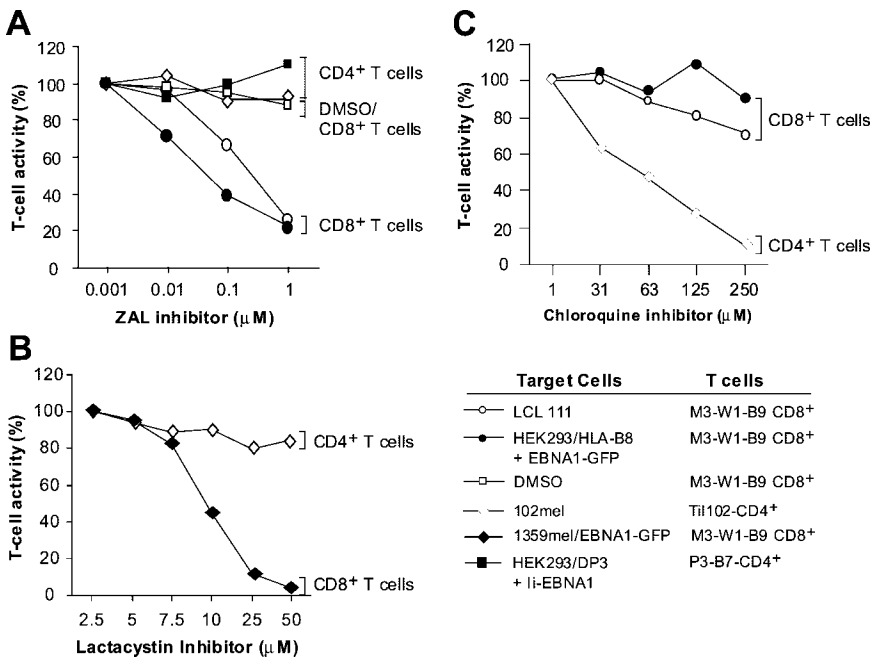 A
T-cell activity (%)
120
100
80
60
40
20
0
0.001 0.01 0.1 1
ZAL inhibitor (μM)
CD4+ T cells
DMSO/
CD8+ T cells
CD8+ T cells
C
T-cell activity (%)
120
100
80
60
40
20
0
1 31 63 125 250
Chloroquine inhibitor (μM)
CD8+ T cells
CD4+ T cells
B
T-cell activity (%)
120
100
80
60
40
20
0
2.5 5 7.5 10 25 50
Lactacystin Inhibitor (μM)
CD4+ T cells
CD8+ T cells
Target Cells T cells
LCL 111 M3-W1-B9 CD8+
HEK293/HLA-B8 M3-W1-B9 CD8+
+ EBNA1-GFP
DMSO M3-W1-B9 CD8+
102mel Til102-CD4+
1359mel/EBNA1-GFP M3-W1-B9 CD8+
HEK293/DP3 P3-B7-CD4+
+ Ii-EBNA1